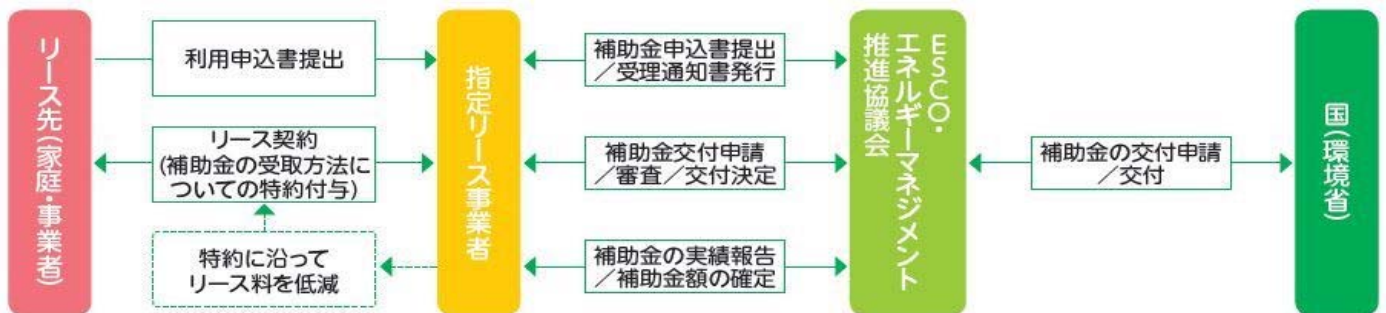 リース先(家庭・事業者)
利用申込書提出
リース契約
(補助金の受取方法に
ついての特約付与)
特約に沿って
リース料を低減
指定リース事業者
補助金申込書提出
／受理通知書発行
補助金交付申請
／審査／交付決定
補助金の実績報告
／補助金額の確定
ESCO・
エネルギーマネジメント
推進協議会
補助金の交付申請
／交付
国(環境省)